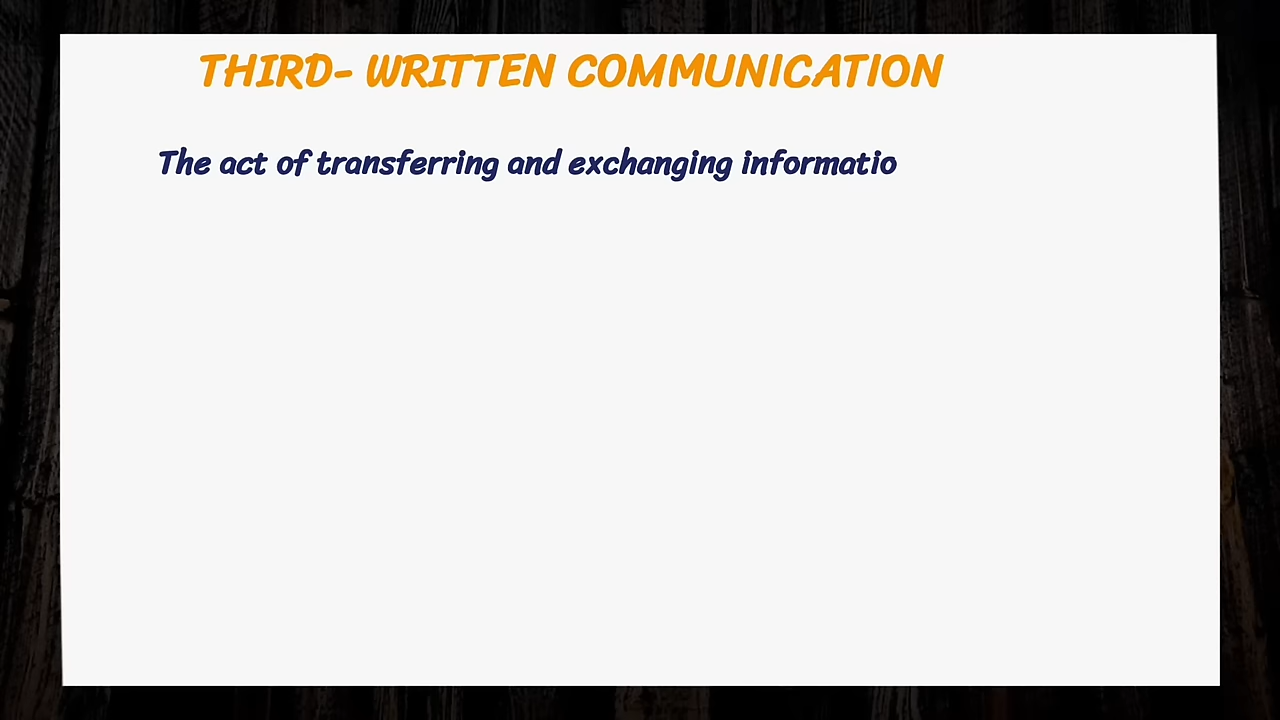 THIRD- WRITTEN COMMUNICATION
The act of transferring and exchanging informatio